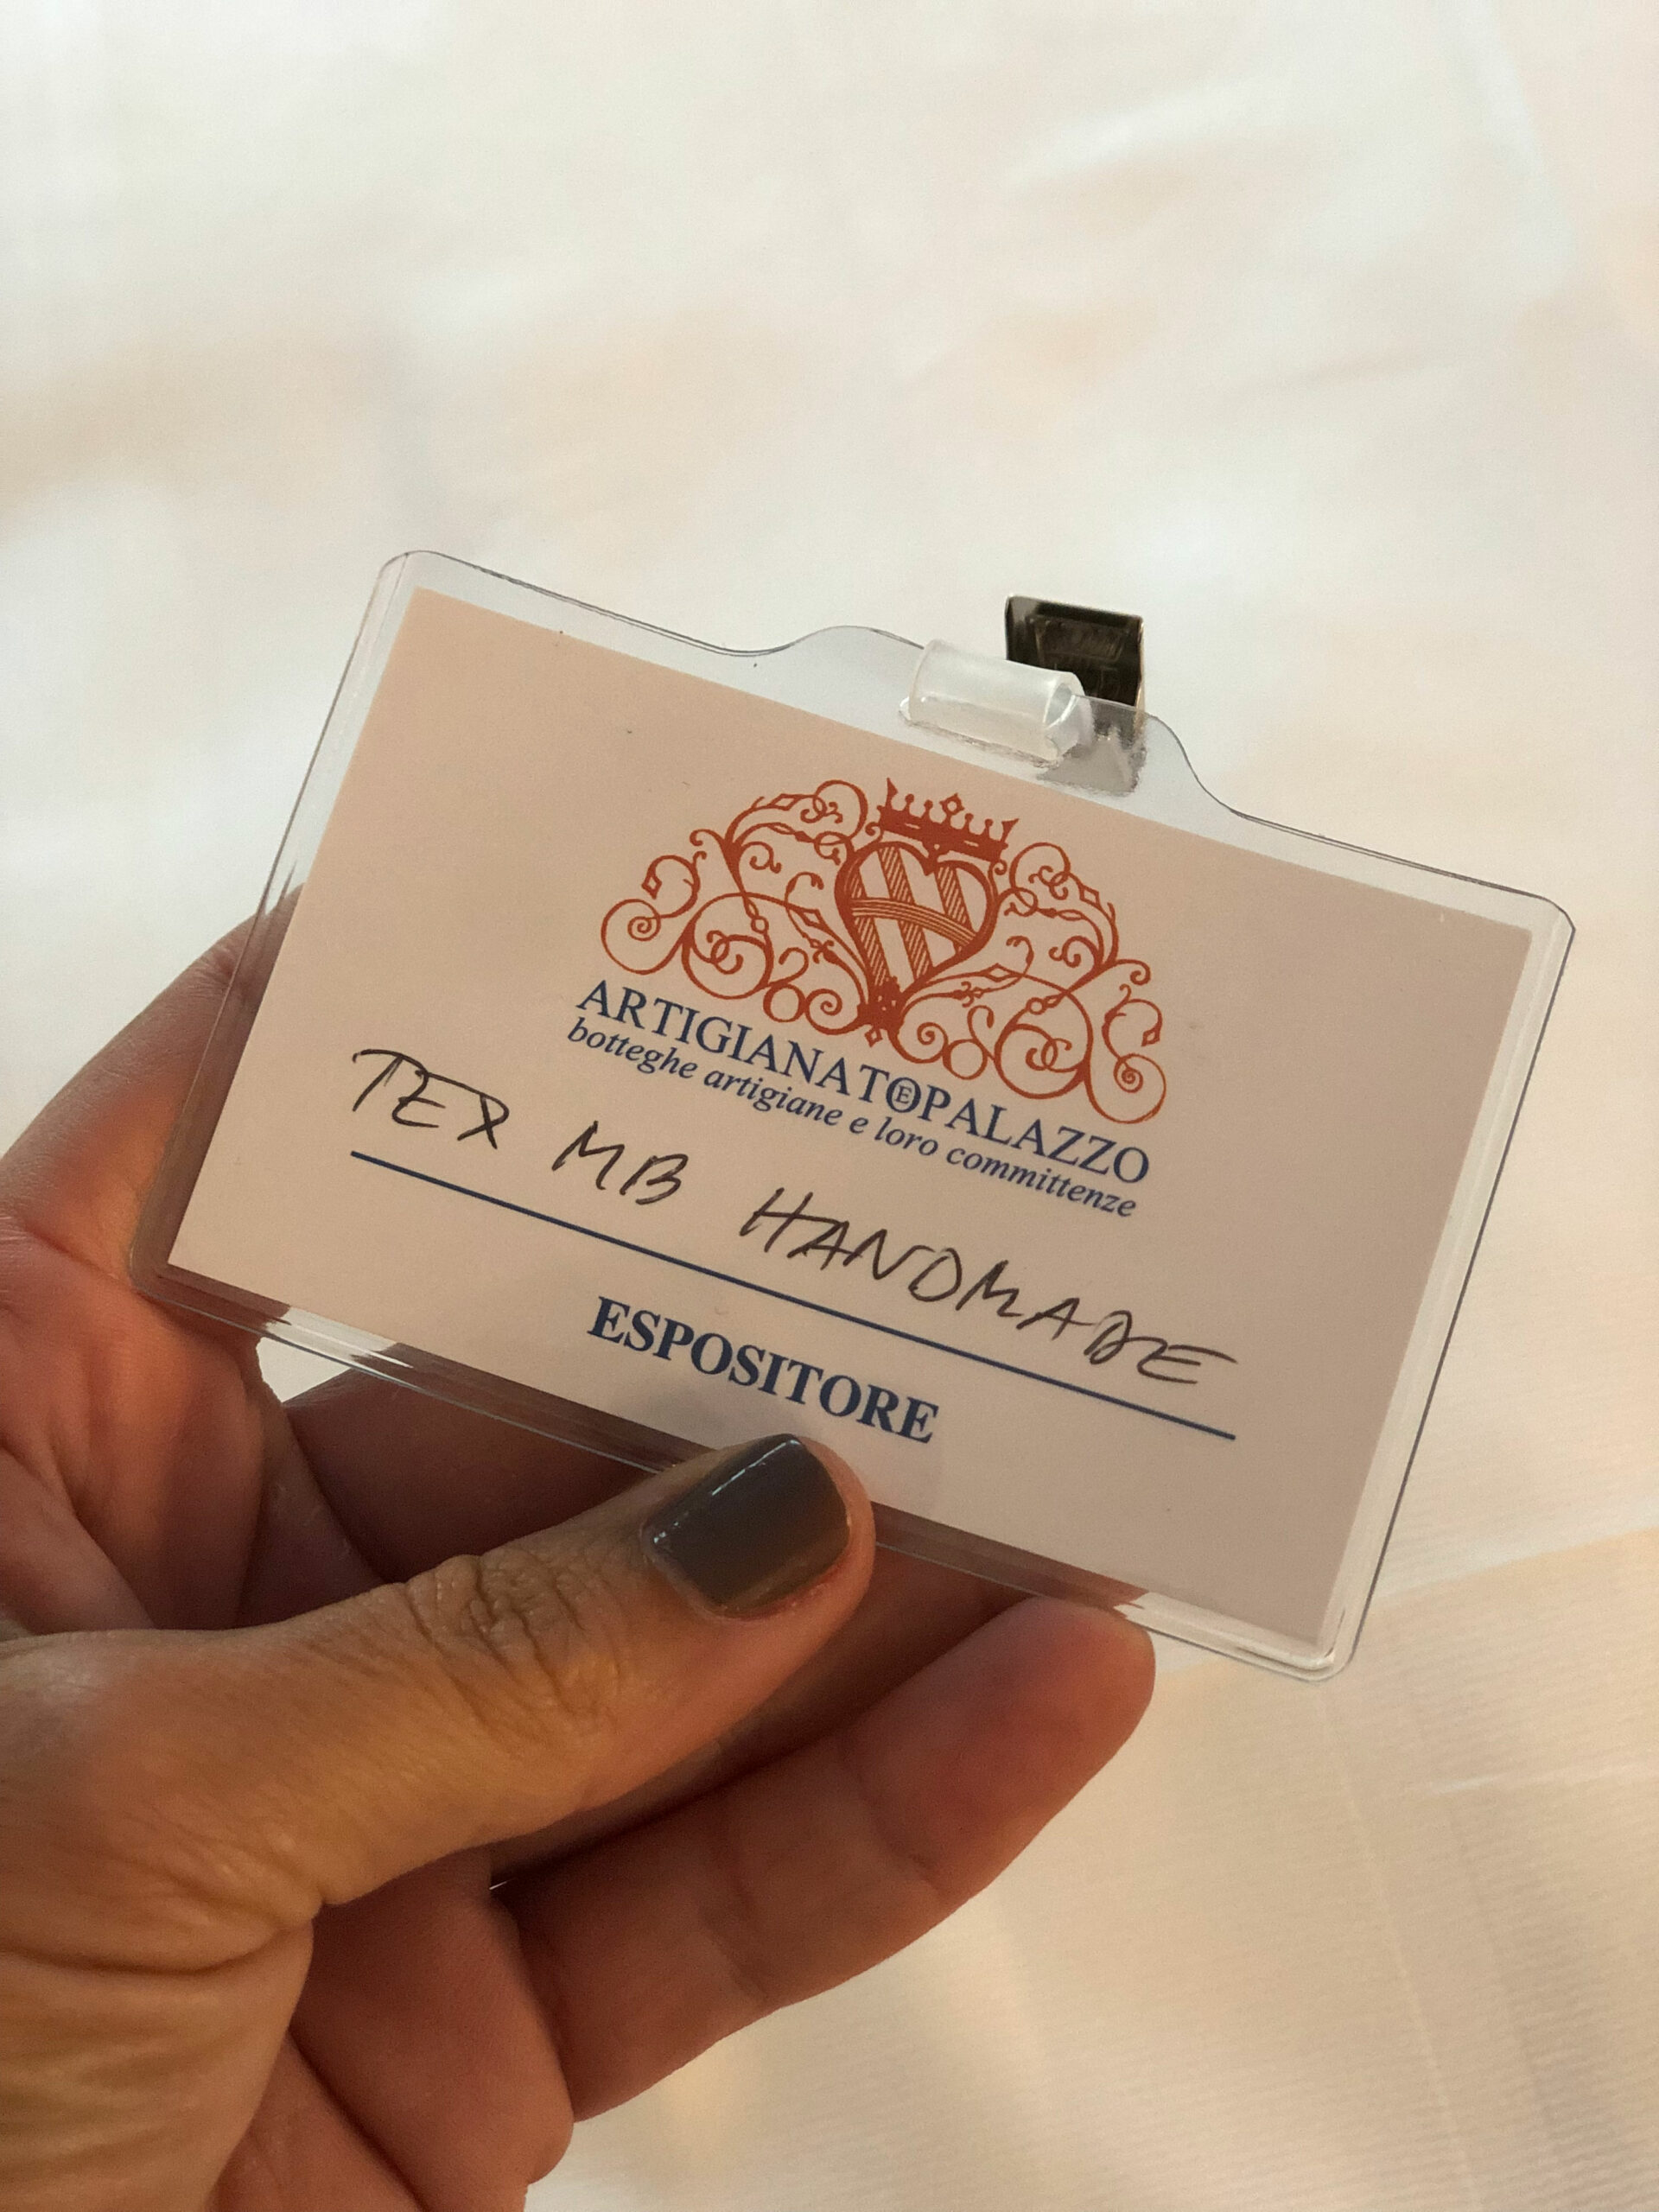 ARTIGIANATO E PALAZZO
botteghe artigiane e loro committenze
TEX MB HANDMADE
ESPOSITORE